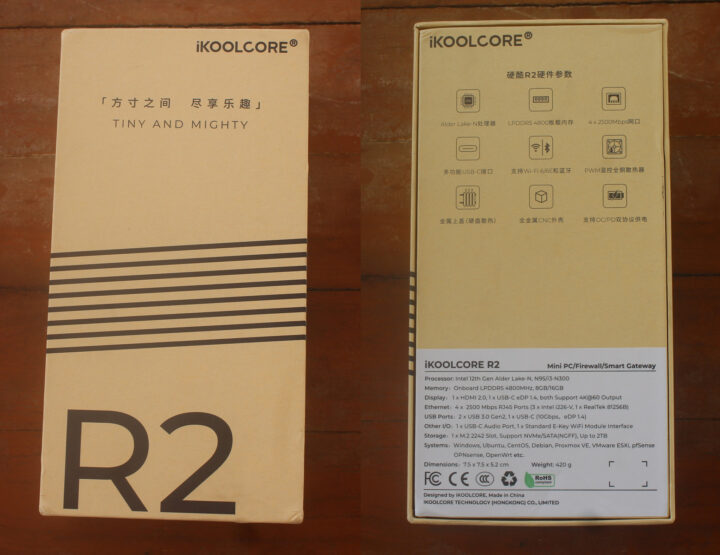 iKOOLCORE®
「方寸之间 尽享乐趣」
TINY AND MIGHTY
R2
iKOOLCORE®
硬酷R2硬件参数
Alder Lake-N处理器
LPDDR5 4800板载内存
4 x 2500Mbps网口
多功能USB-C接口
支持Wi-Fi 6/6E和蓝牙
PWM温控全铜散热器
全属上盖(硬盘散热)
全金属CNC外壳
支持DC/PD双协议供电
iKOOLCORE R2 Mini PC/Firewall/Smart Gateway
Processor: Intel 12th Gen Alder Lake-N, N95/i3-N300
Memory: Onboard LPDDR5 4800MHz, 8GB/16GB
Display: 1 x HDMI 2.0, 1 x USB-C eDP 1.4, both Support 4K@60 Output
Ethernet: 4 x 2500 Mbps RJ45 Ports (3 x Intel i226-V, 1 x RealTek 8125BG)
USB Ports: 2 x USB 3.0 Gen2, 1 x USB-C (10Gbps, eDP 1.4)
Other I/O: 1 x USB-C Audio Port, 1 x Standard E-Key WiFi Module Interface
Storage: 1 x M.2 2242 Slot, Support NVMe/SATA(NGFF), Up to 2TB
Systems: Windows, Ubuntu, CentOS, Debian, Proxmox VE, VMware ESXi, pfSense
OPNsense, OpenWrt etc.
Dimensions: 7.5 x 7.5 x 5.2 cm Weight: 420 g
FC CE CCC RoHS
compliant
Designed by iKOOLCORE, Made in China
IKOOLCORE TECHNOLOGY (HONGKONG) CO., LIMITED